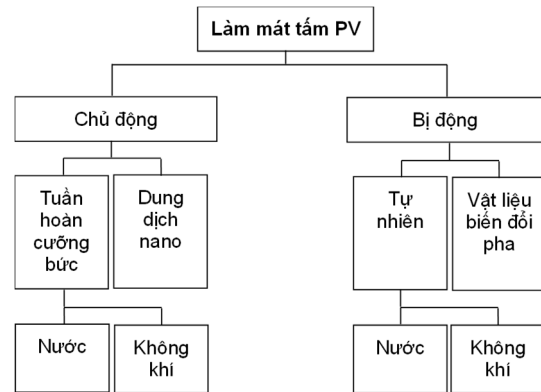 Làm mát tấm PV
Chủ động
Bị động
Tuần
hoàn
cưỡng
bức
Dung
dịch
nano
Tự
nhiên
Vật liệu
biến đổi
pha
Nước
Không
khí
Nước
Không
khí